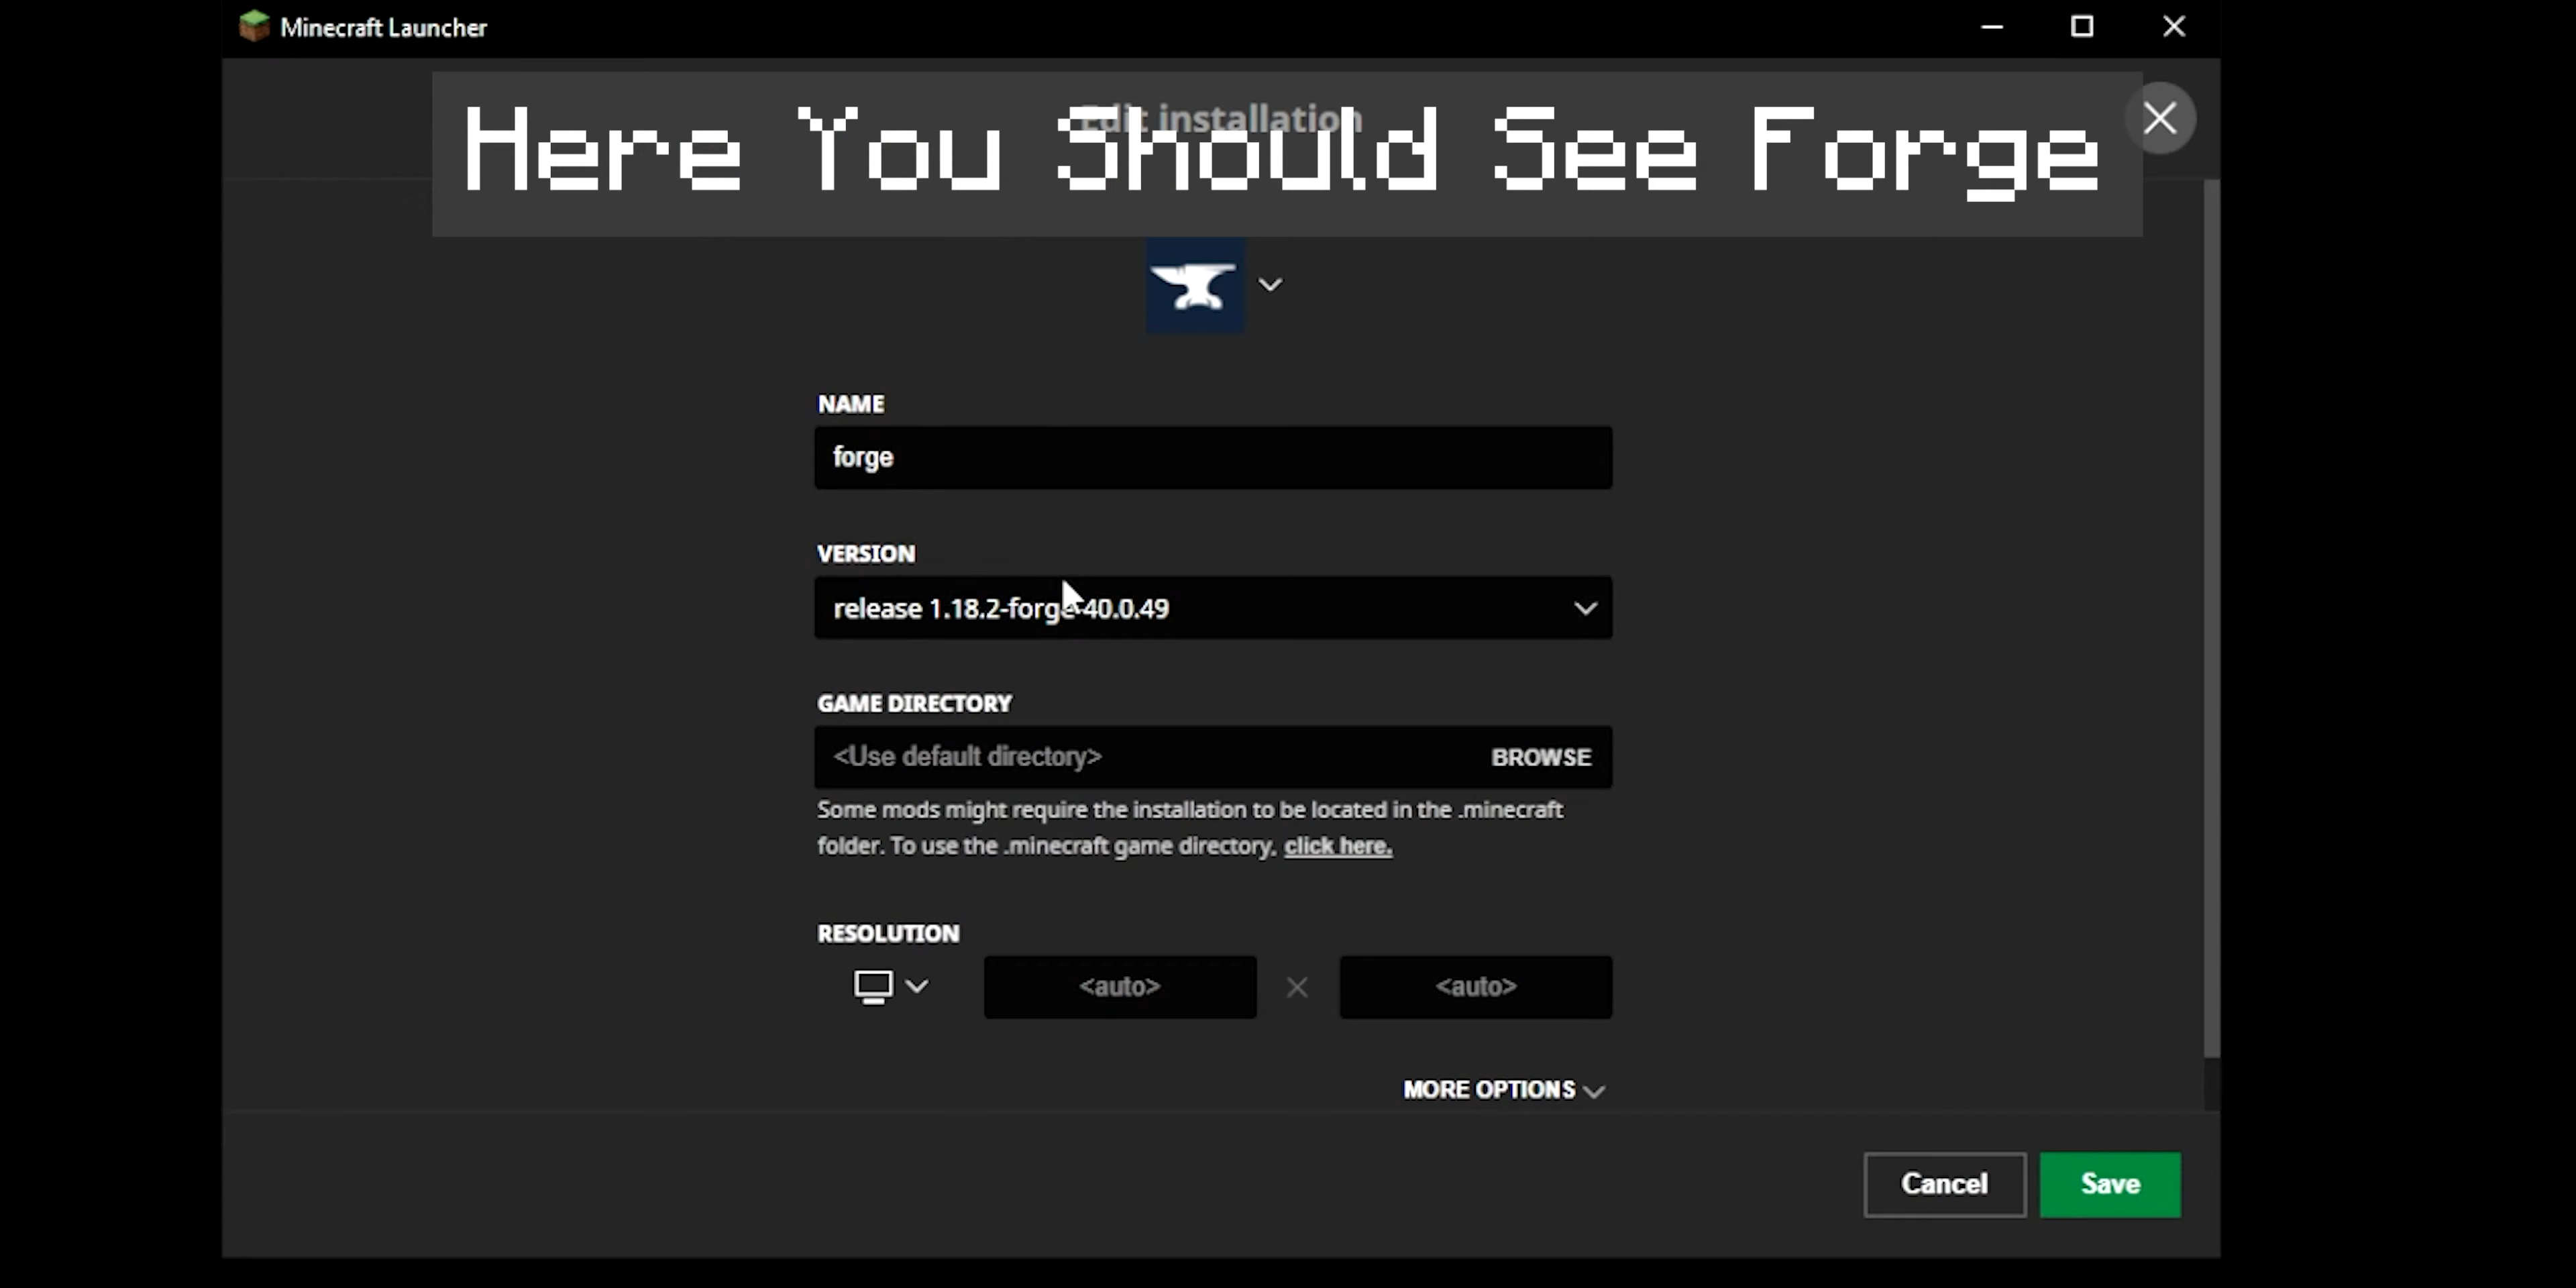 Minecraft Launcher
Edit installation
Here You Should See Forge
NAME
forge
VERSION
release 1.18.2-forge-40.0.49
GAME DIRECTORY
<Use default directory>
BROWSE
Some mods might require the installation to be located in the .minecraft
folder. To use the .minecraft game directory, click here.
RESOLUTION
<auto>
<auto>
MORE OPTIONS
Cancel
Save